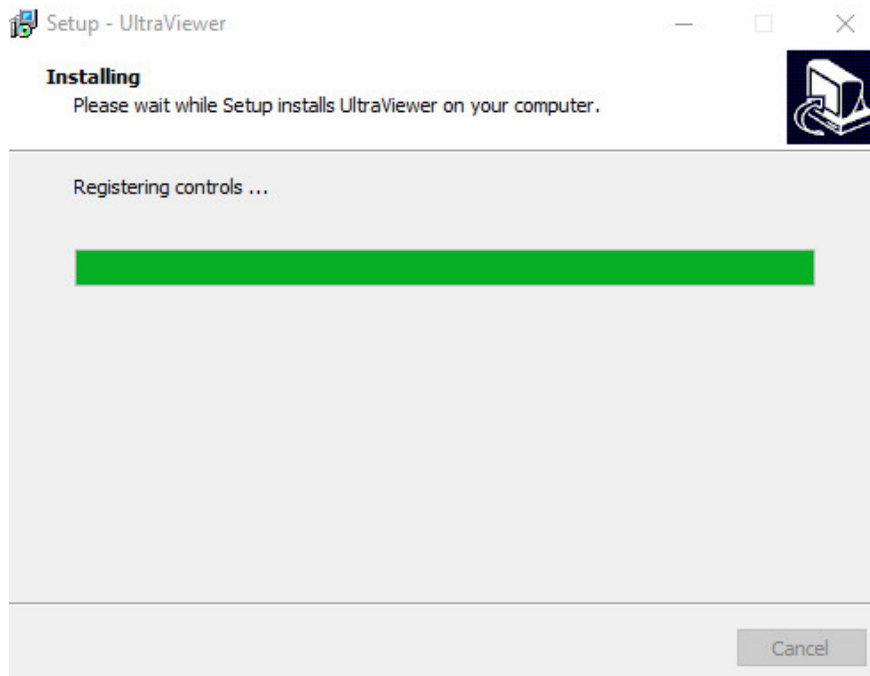 Setup - UltraViewer
Installing
Please wait while Setup installs UltraViewer on your computer.
Registering controls ...
Cancel